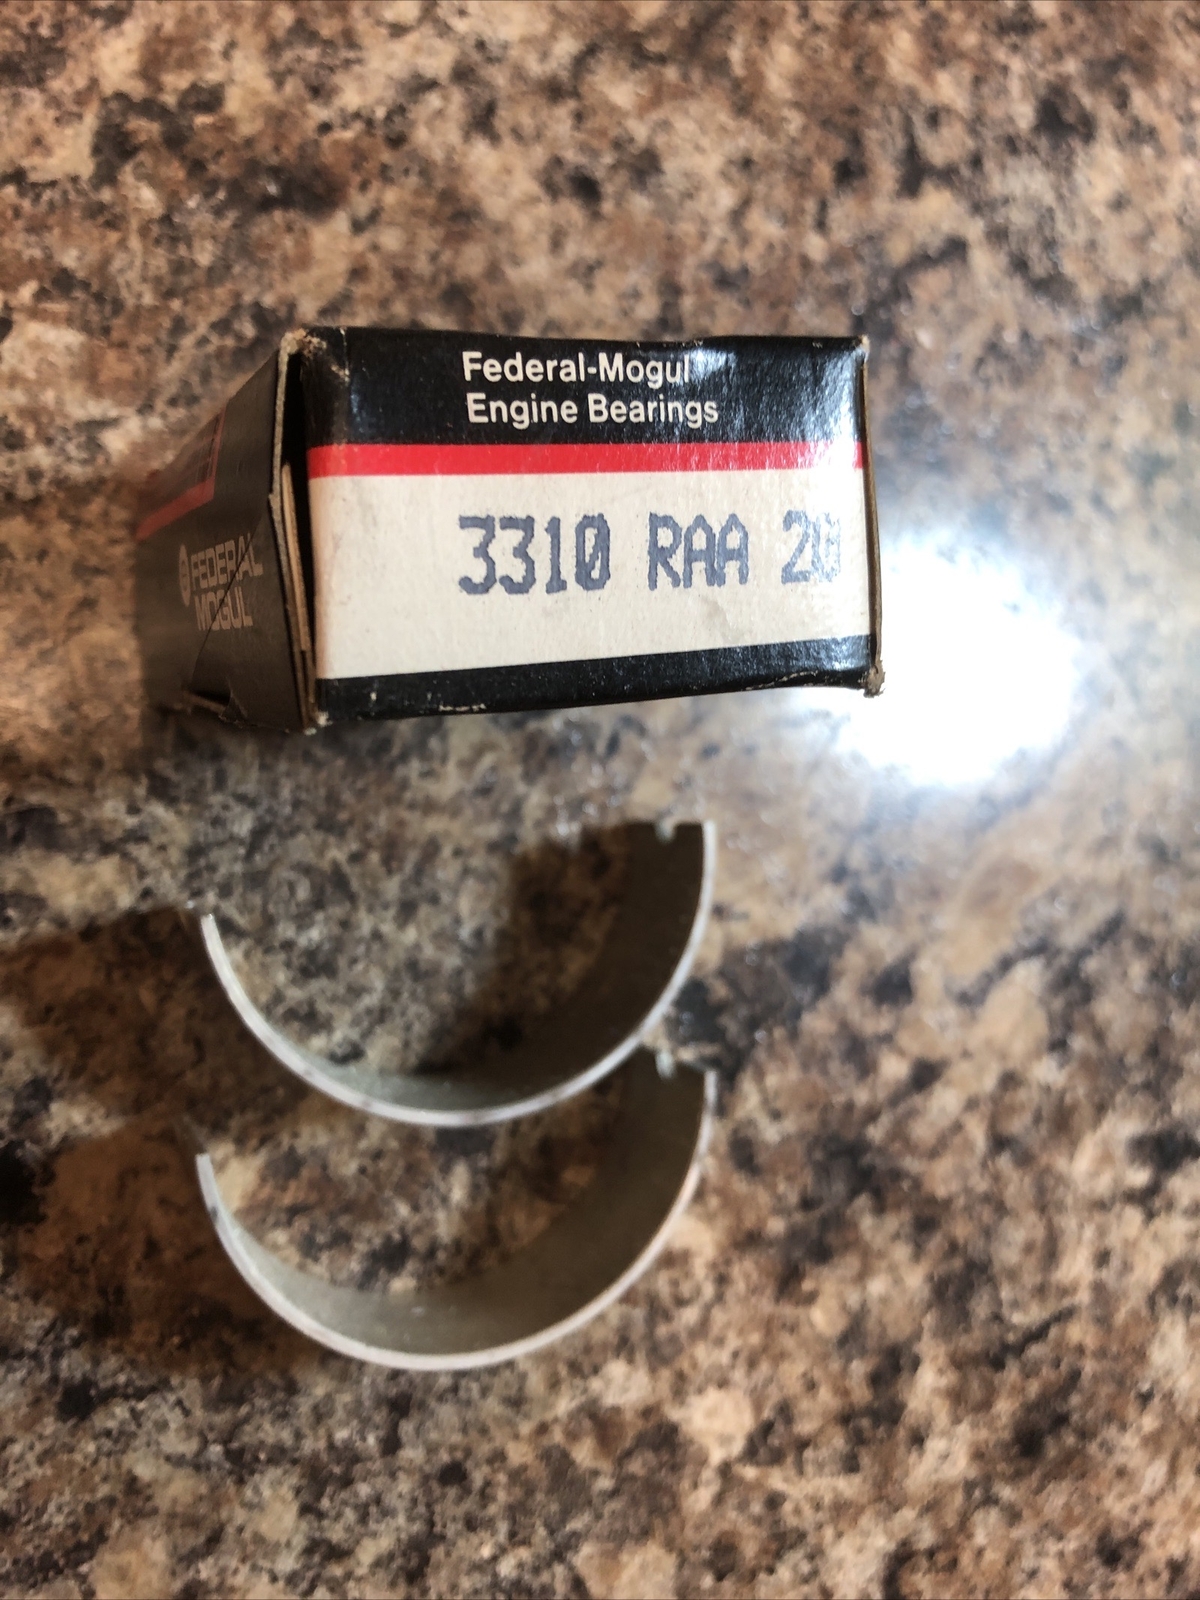 Federal-Mogul
Engine Bearings
3310 RAA 20
FEDERAL
MOGUL